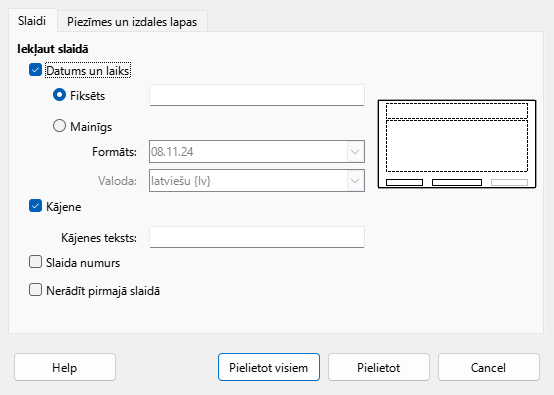 Slaidi Piezīmes un izdales lapas
Iekļaut slaidā
Datums un laiks
Fiksēts
Mainīgs
Formāts: 08.11.24
Valoda: latviešu {lv}
Kājene
Kājenes teksts:
Slaida numurs
Nerādīt pirmajā slaidā
Help Pielietot visiem Pielietot Cancel